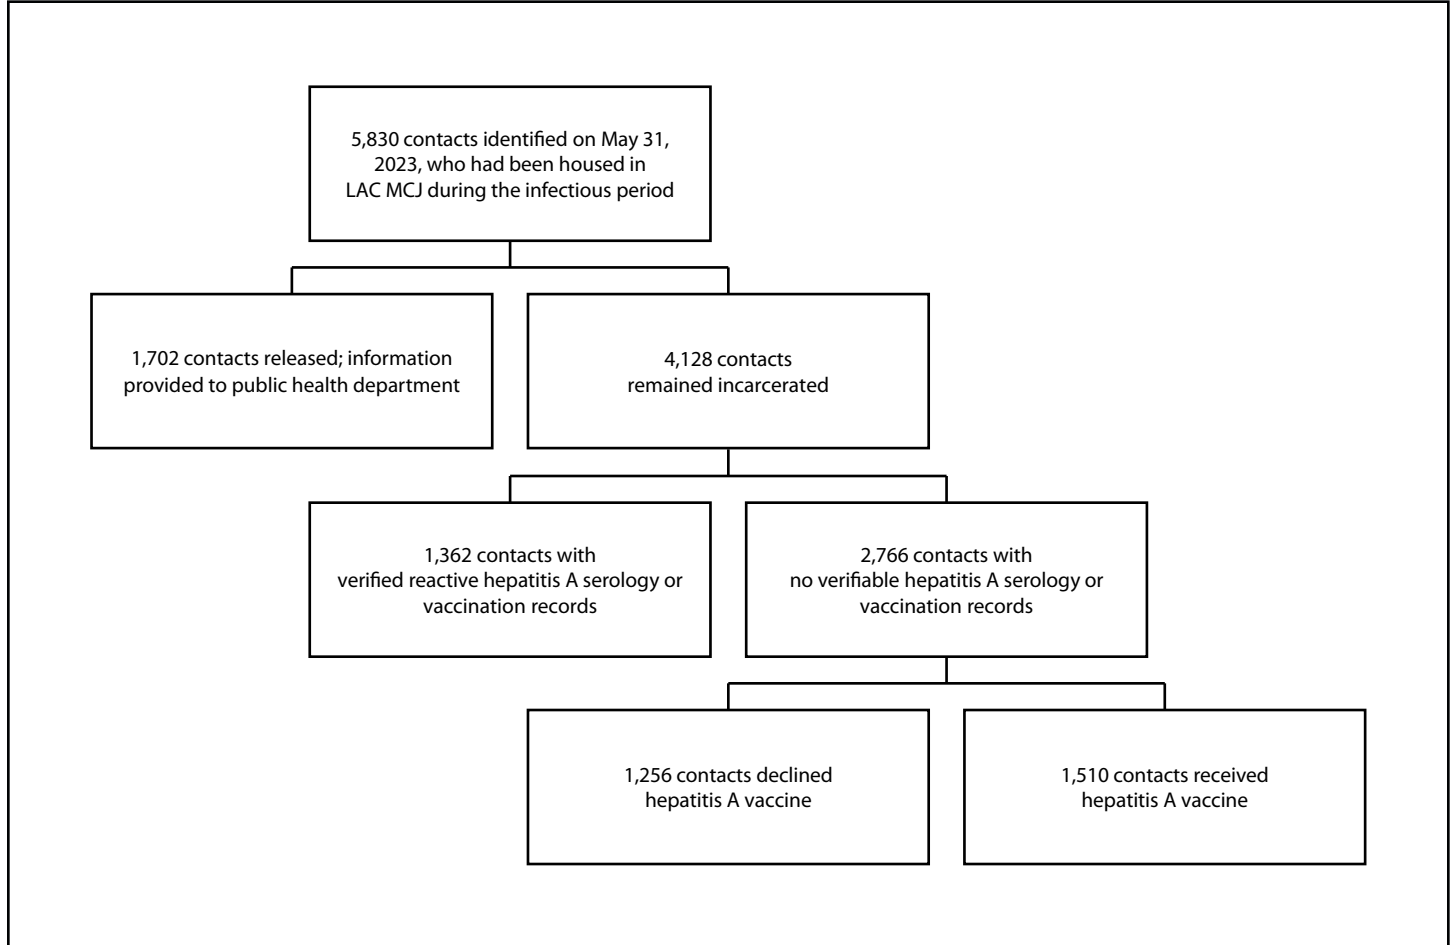 5,830 contacts identified on May 31,
2023, who had been housed in
LAC MCJ during the infectious period
1,702 contacts released; information
provided to public health department
4,128 contacts
remained incarcerated
1,362 contacts with
verified reactive hepatitis A serology or
vaccination records
2,766 contacts with
no verifiable hepatitis A serology or
vaccination records
1,256 contacts declined
hepatitis A vaccine
1,510 contacts received
hepatitis A vaccine